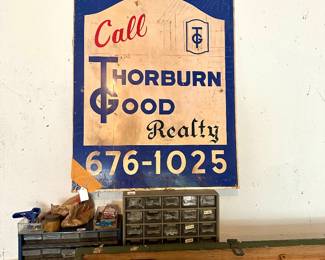 Call
TG
THORBURN
GOOD
Realty
676-1025